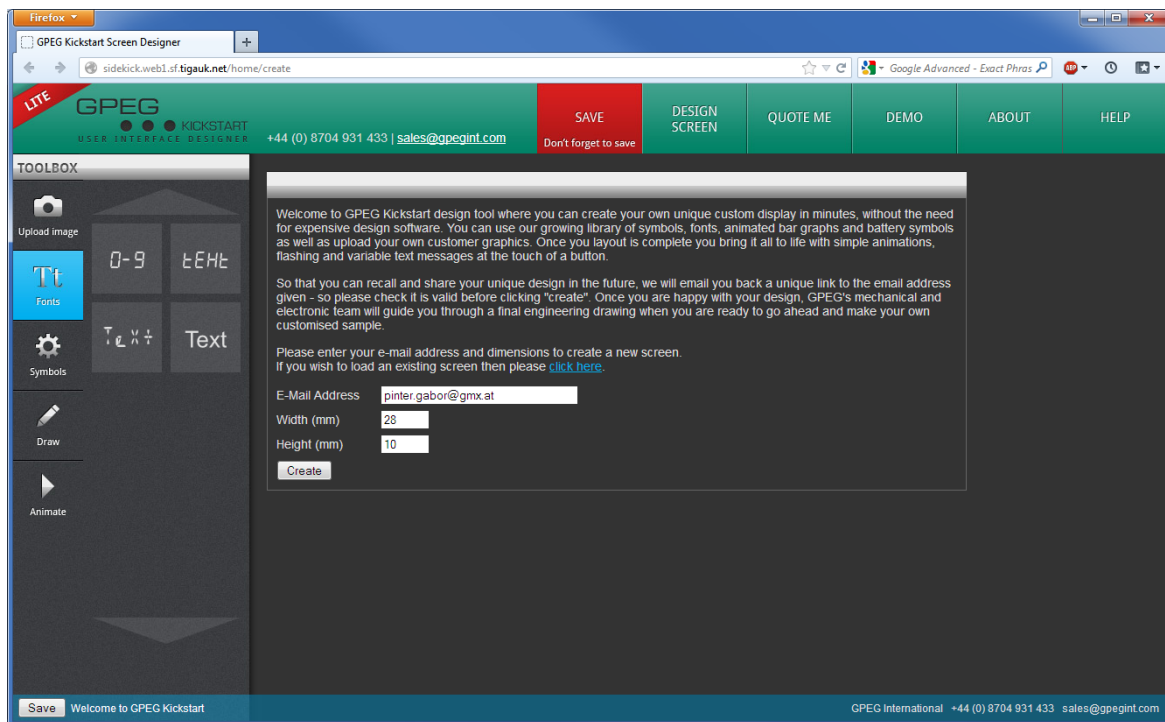 Firefox
GPEG Kickstart Screen Designer
sidekick.web1.sf.tigauk.net/home/create
Google Advanced - Exact Phras
ABP
LITE
GPEG
KICKSTART
USER INTERFACE DESIGNER
+44 (0) 8704 931 433 | sales@gpegint.com
SAVE
Don't forget to save
DESIGN
SCREEN
QUOTE ME
DEMO
ABOUT
HELP
TOOLBOX
Upload image
Tt
Fonts
Symbols
Draw
Animate
0-9
tEHt
Text
Text
Welcome to GPEG Kickstart design tool where you can create your own unique custom display in minutes, without the need
for expensive design software. You can use our growing library of symbols, fonts, animated bar graphs and battery symbols
as well as upload your own customer graphics. Once you layout is complete you bring it all to life with simple animations,
flashing and variable text messages at the touch of a button.
So that you can recall and share your unique design in the future, we will email you back a unique link to the email address
given - so please check it is valid before clicking "create". Once you are happy with your design, GPEG's mechanical and
electronic team will guide you through a final engineering drawing when you are ready to go ahead and make your own
customised sample.
Please enter your e-mail address and dimensions to create a new screen.
If you wish to load an existing screen then please click here.
E-Mail Address pinter.gabor@gmx.at
Width (mm) 28
Height (mm) 10
Create
Save Welcome to GPEG Kickstart
GPEG International +44 (0) 8704 931 433 sales@gpegint.com